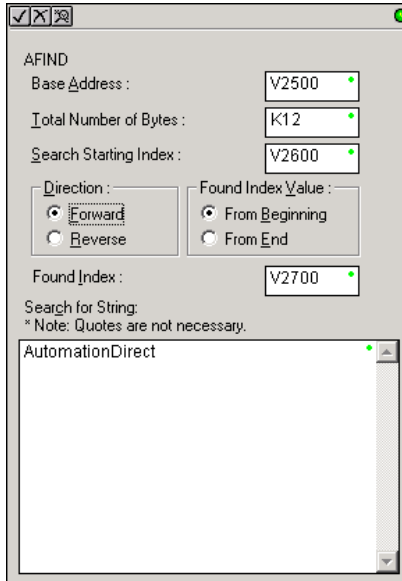 AFIND
Base Address : V2500
Total Number of Bytes : K12
Search Starting Index : V2600
Direction : Found Index Value :
Forward From Beginning
Reverse From End
Found Index : V2700
Search for String:
* Note: Quotes are not necessary.
AutomationDirect